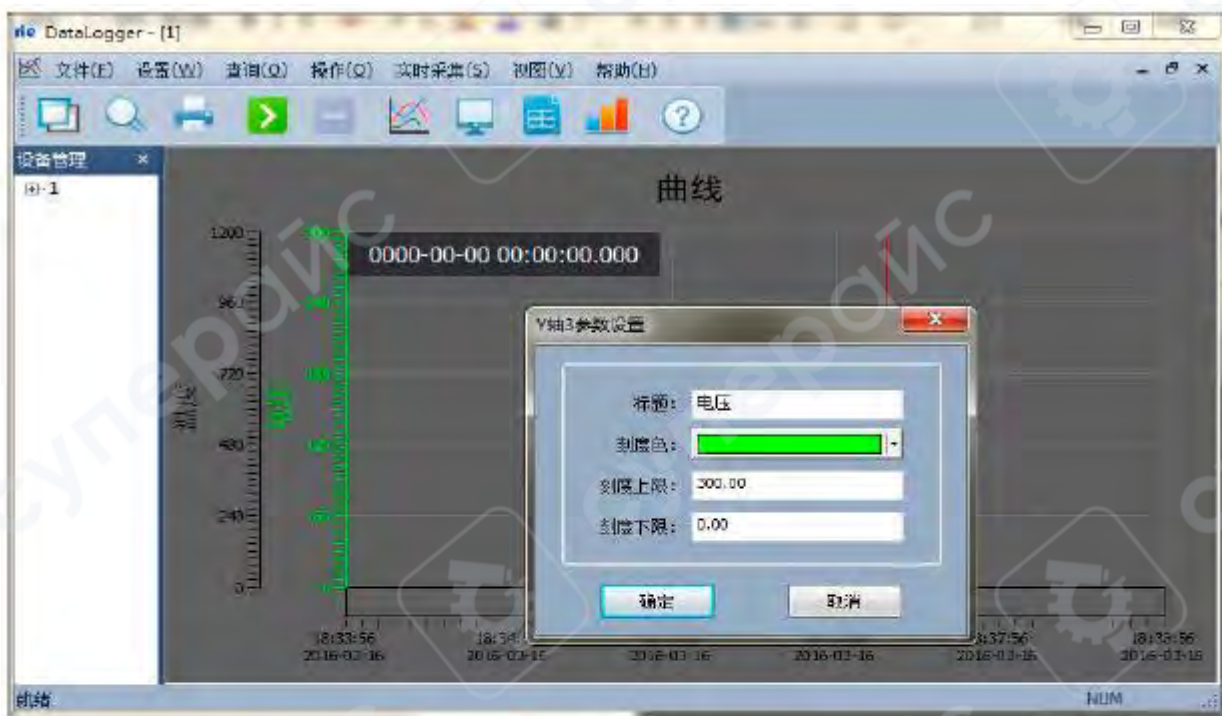 DataLogger - [1]
文件(F) 设置(W) 查询(Q) 操作(O) 实时采集(S) 视图(V) 帮助(H)
设备管理 ×
1
曲线
1200
0000-00-00 00:00:00.000
960
Y轴3参数设置
720
标题: 电压
480
刻度色:
刻度上限: 300.00
240
刻度下限: 0.00
0
确定 取消
18:33:56
2016-03-16 2016-03-16 2016-03-16 2016-03-16 2016-03-16 2016-03-16
就绪 NUM
суперайс
суперайс
суперайс